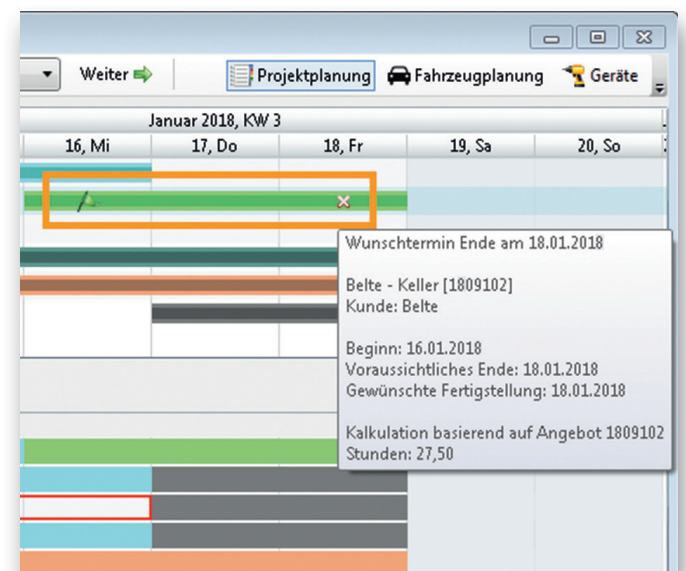 Weiter
Projektplanung
Fahrzeugplanung
Geräte
Januar 2018, KW 3
16, Mi
17, Do
18, Fr
19, Sa
20, So
Wunschtermin Ende am 18.01.2018
Belte - Keller [1809102]
Kunde: Belte
Beginn: 16.01.2018
Voraussichtliches Ende: 18.01.2018
Gewünschte Fertigstellung: 18.01.2018
Kalkulation basierend auf Angebot 1809102
Stunden: 27,50